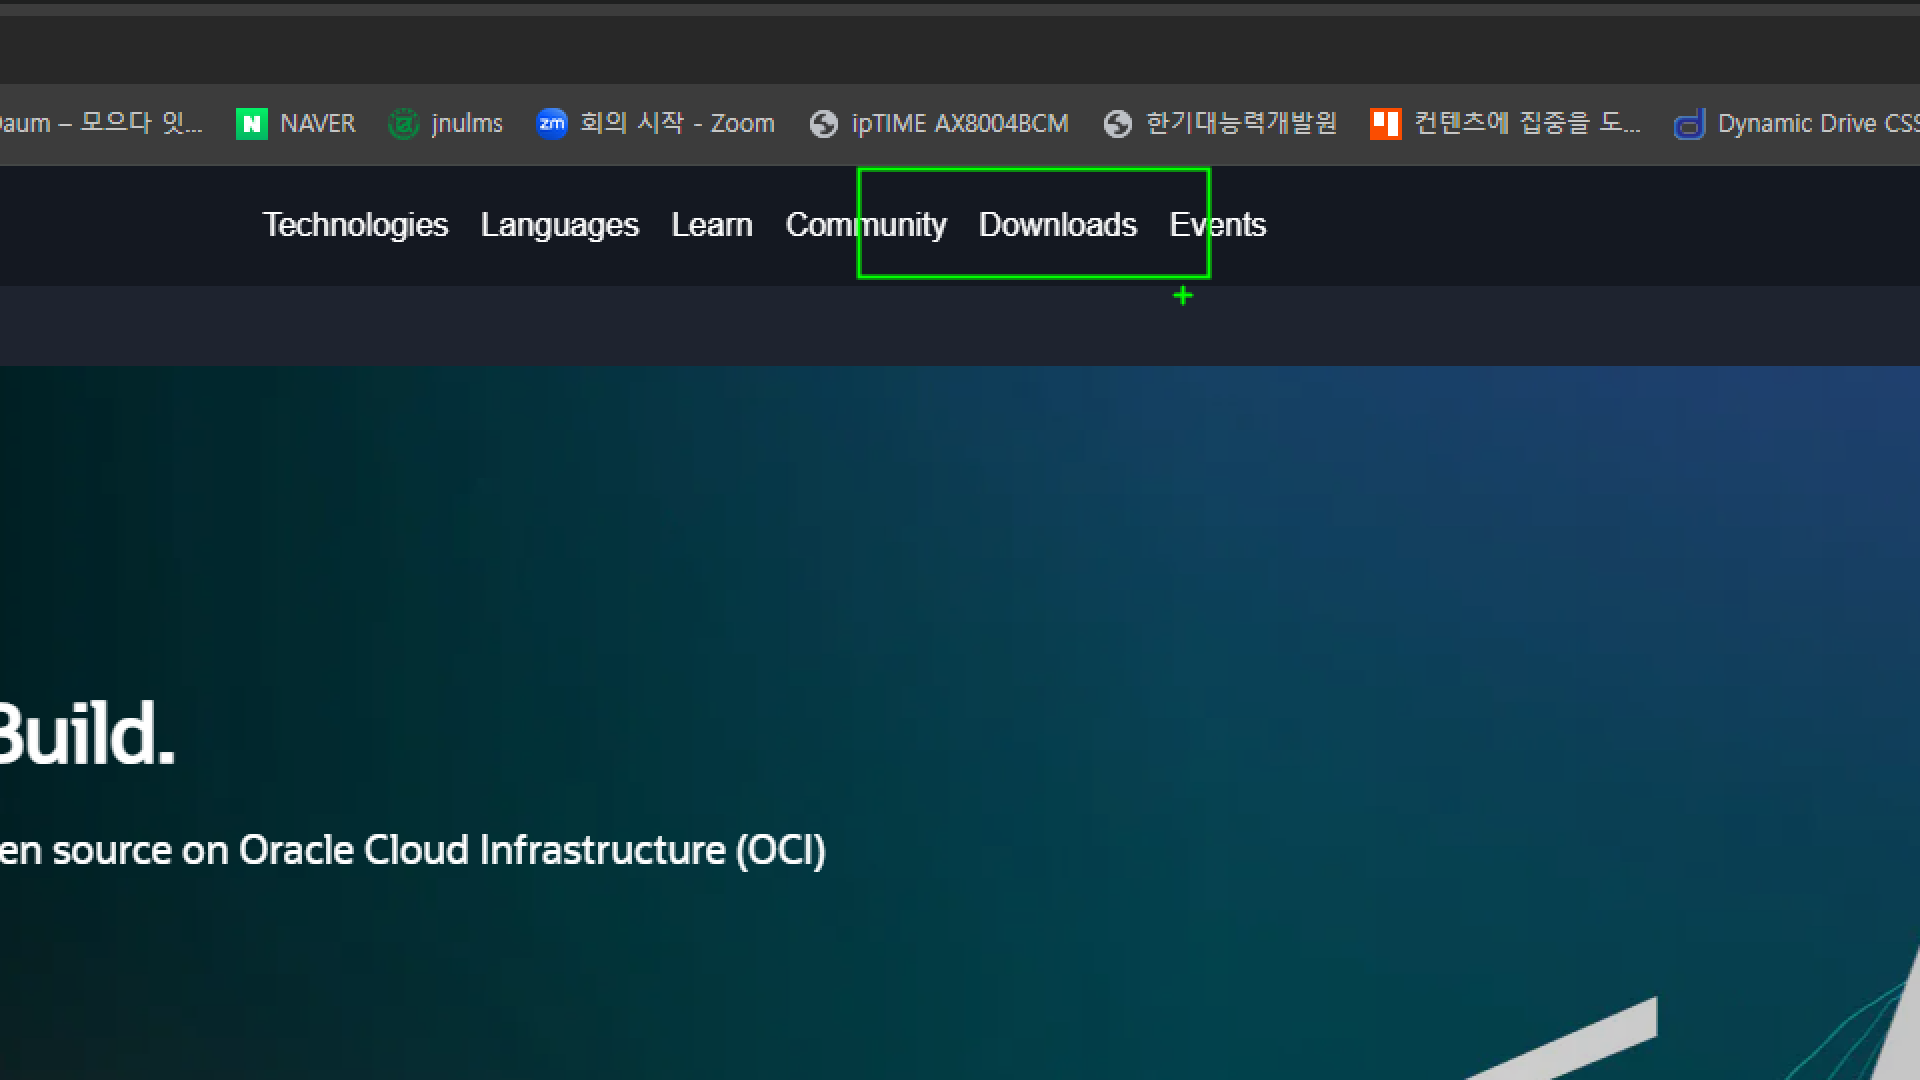 Daum – 모으다 잇... NAVER jnulms zm 회의 시작 - Zoom ipTIME AX8004BCM 한기대능력개발원 컨텐츠에 집중을 도... Dynamic Drive CSS
Technologies Languages Learn Community Downloads Events
Build.
en source on Oracle Cloud Infrastructure (OCI)